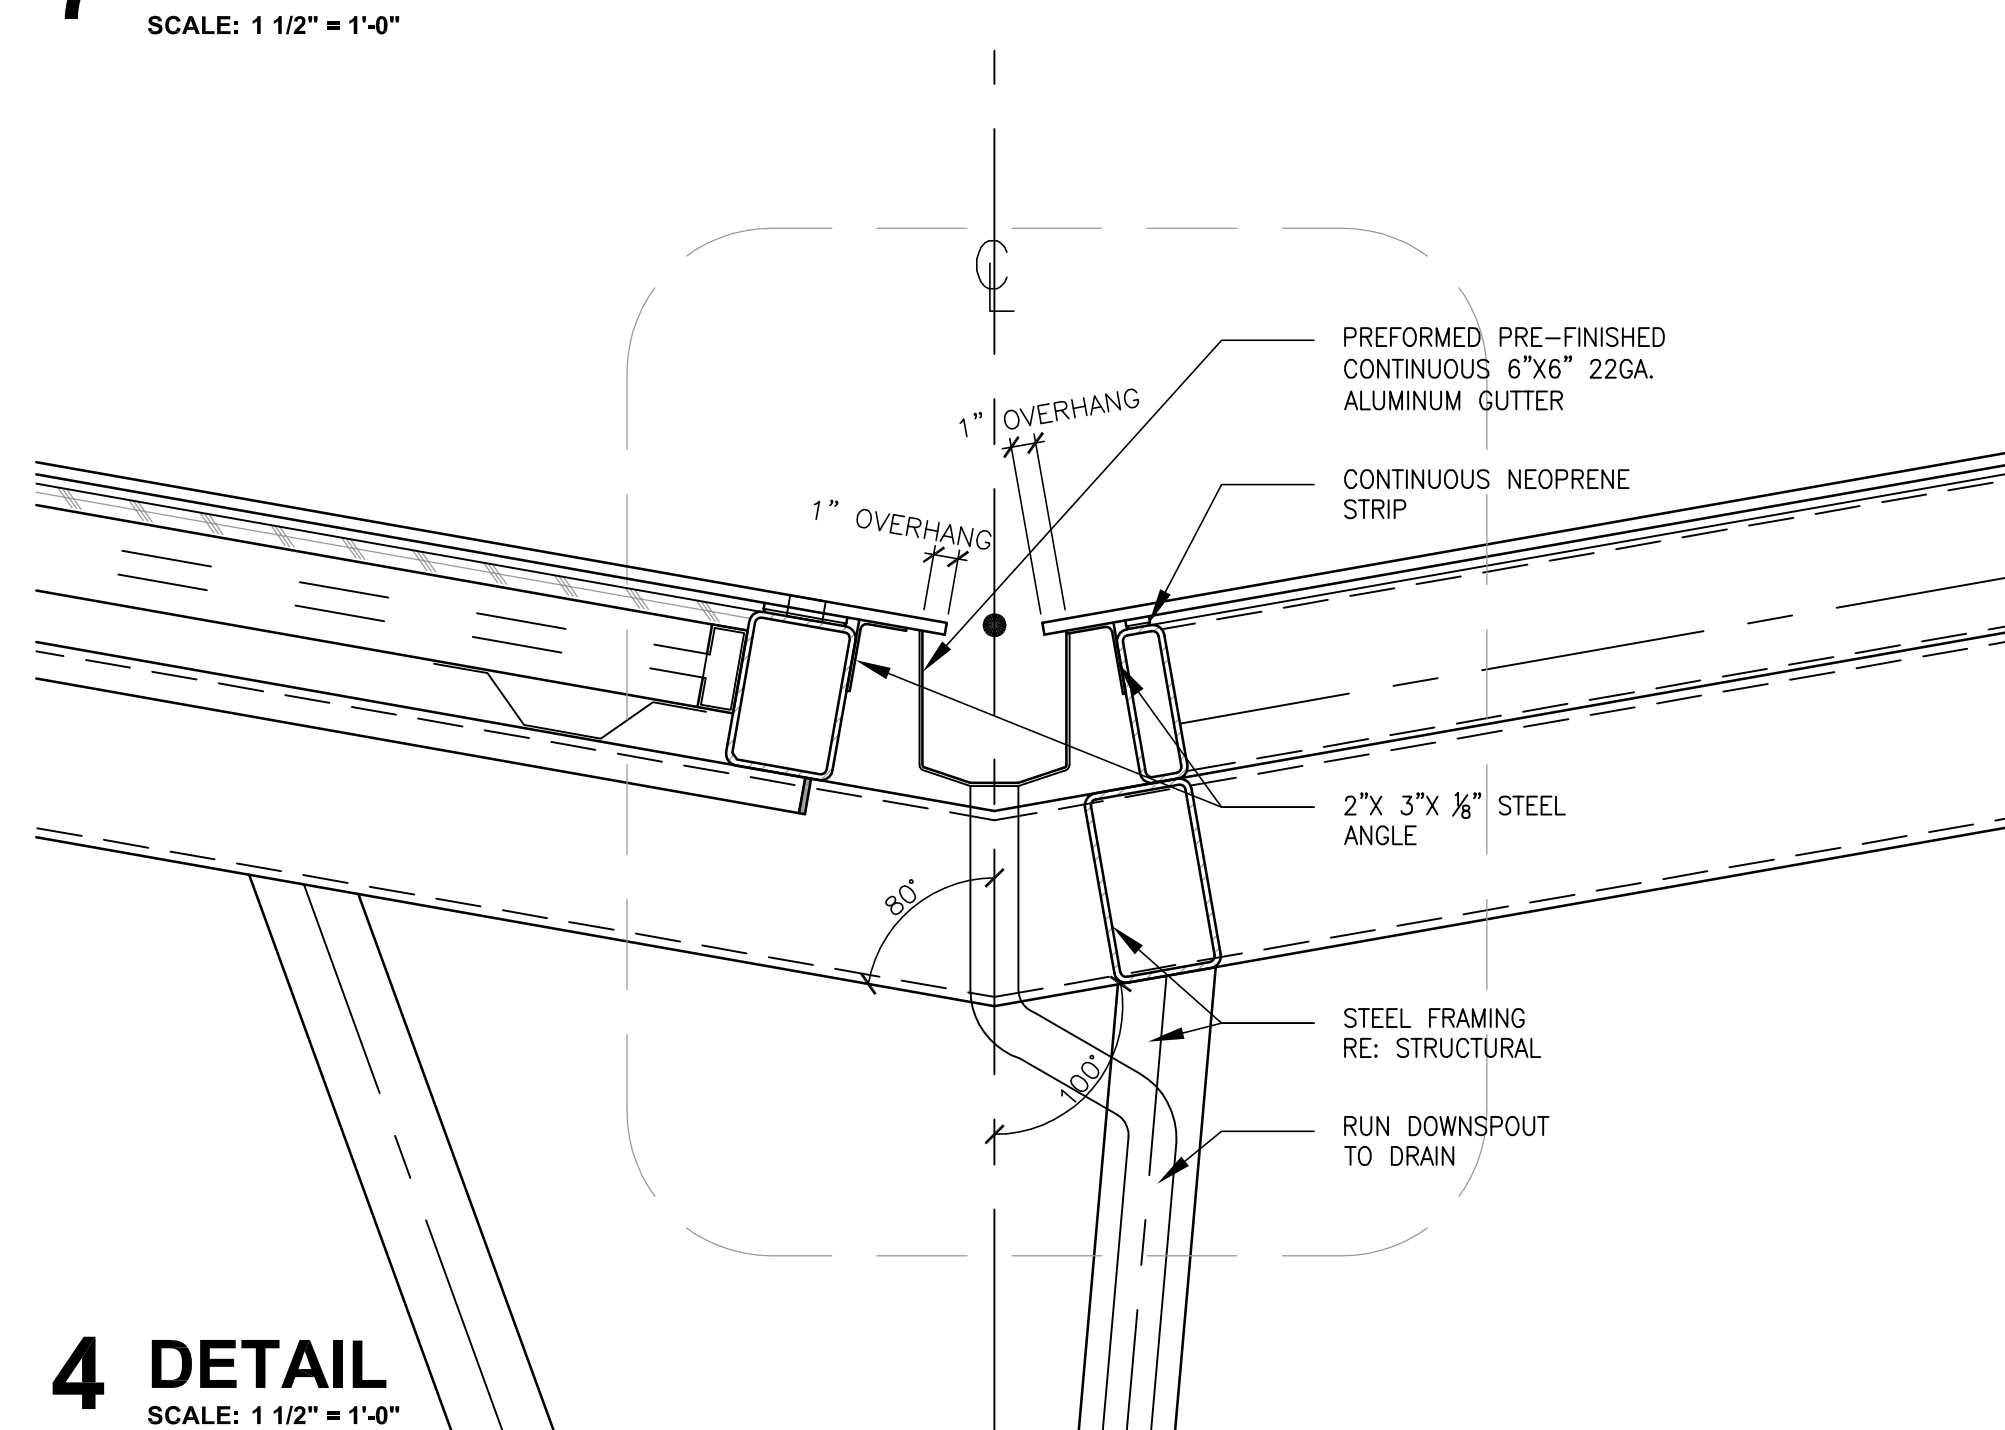 SCALE: 1 1/2" = 1'-0"
PREFORMED PRE-FINISHED
CONTINUOUS 6"X6" 22GA.
ALUMINUM GUTTER
1" OVERHANG
CONTINUOUS NEOPRENE
STRIP
1" OVERHANG
2"X 3"X ⅛" STEEL
ANGLE
80°
STEEL FRAMING
RE: STRUCTURAL
100°
RUN DOWNSPOUT
TO DRAIN
4 DETAIL
SCALE: 1 1/2" = 1'-0"